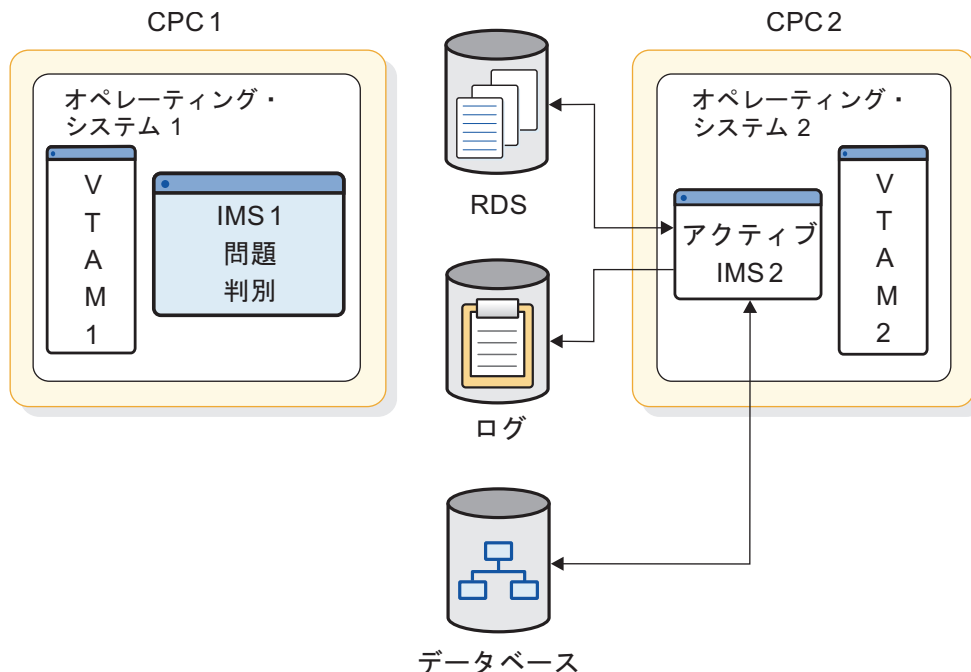 CPC 1
オペレーティング・
システム 1
V
T
A
M
1
IMS 1
問題
判別
RDS
ログ
データベース
CPC 2
オペレーティング・
システム 2
アクティブ
IMS 2
V
T
A
M
2